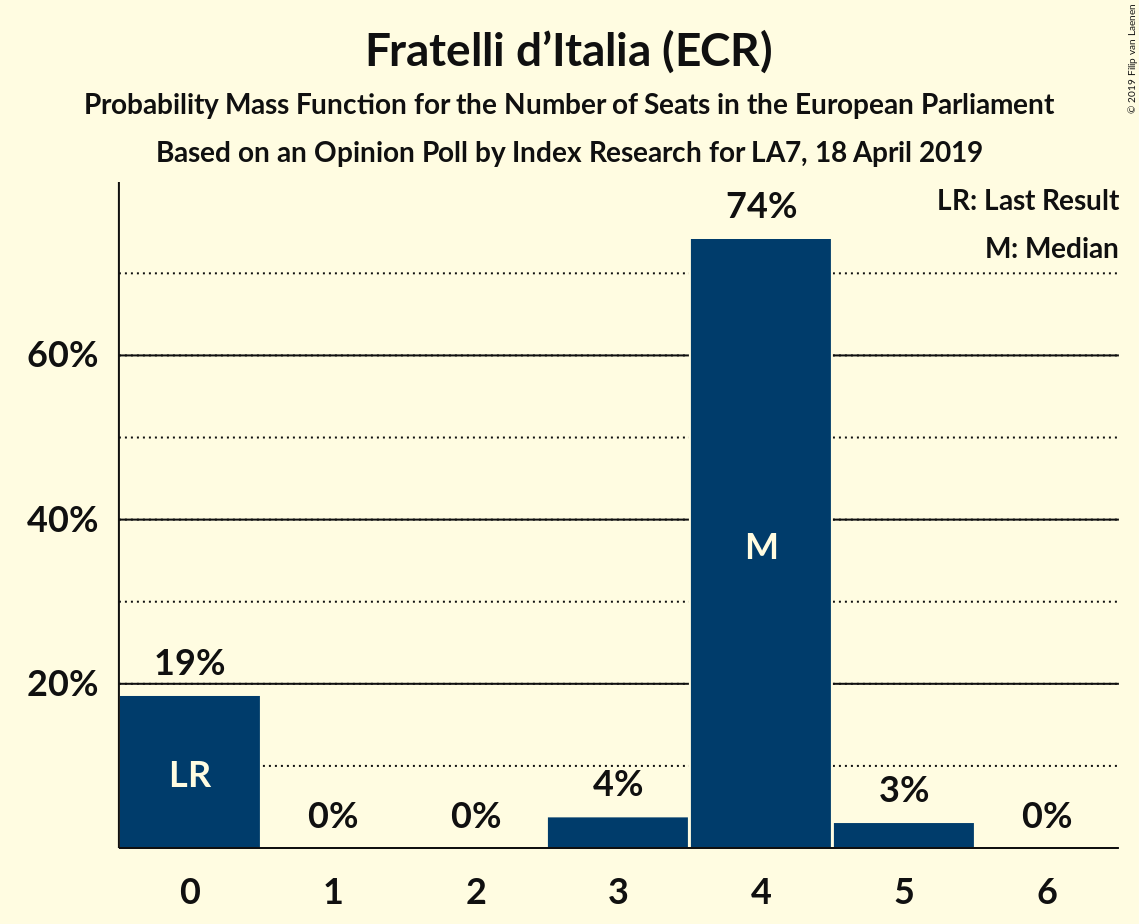 Fratelli d’Italia (ECR)
Probability Mass Function for the Number of Seats in the European Parliament
Based on an Opinion Poll by Index Research for LA7, 18 April 2019
© 2019 Filip van Laenen
LR: Last Result
M: Median
60%
40%
20%
19%
0%
0%
4%
74%
3%
0%
LR
M
0 1 2 3 4 5 6